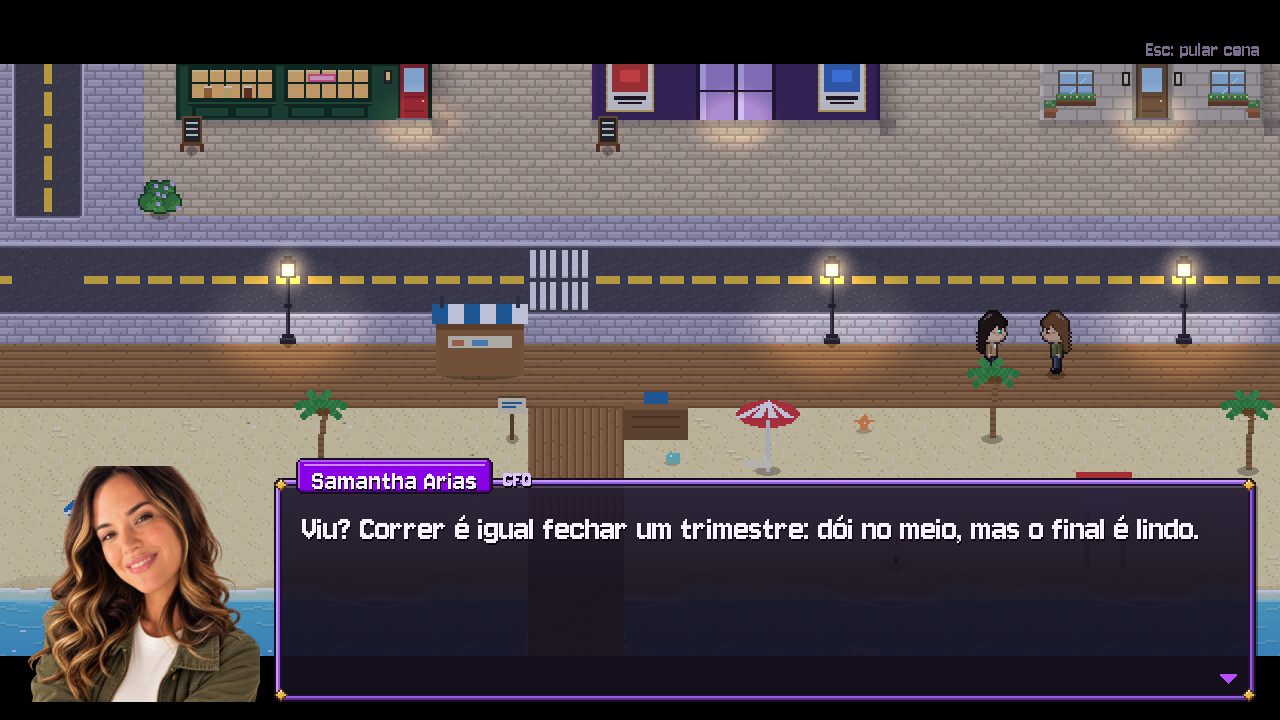 Esc: pular cena
Samantha Arias CFO
Viu? Correr é igual fechar um trimestre: dói no meio, mas o final é lindo.